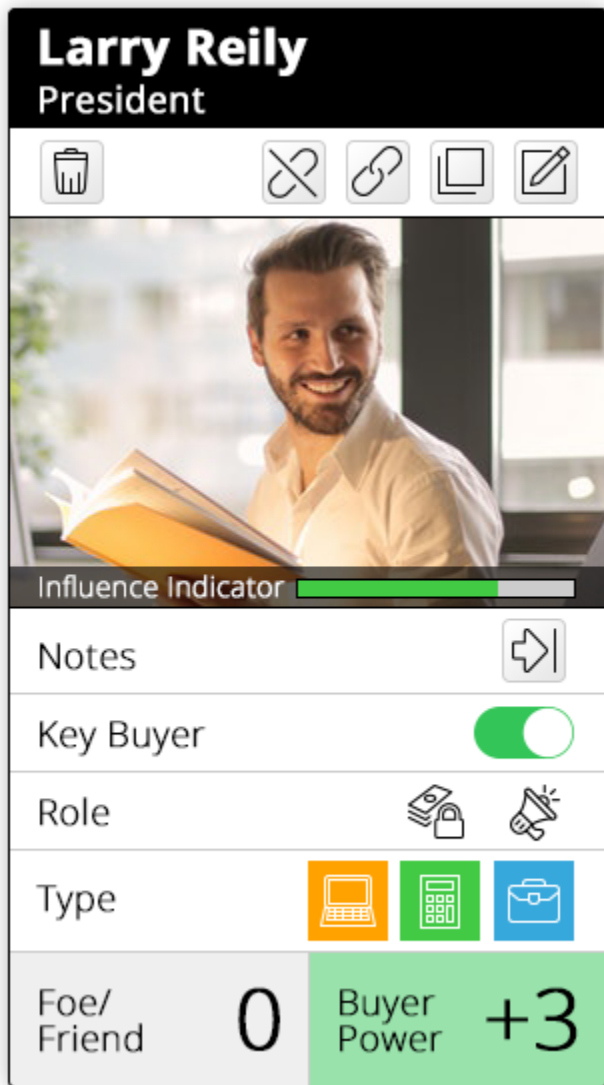 Larry Reily
President
Influence Indicator
Notes
Key Buyer
Role
Type
Foe/
Friend
0
Buyer
Power
+3